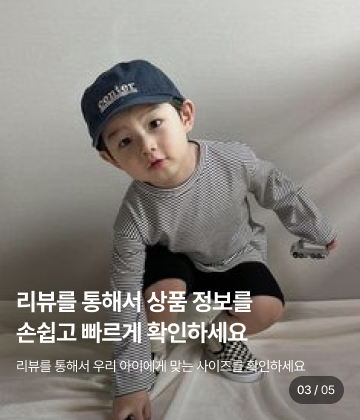 center
리뷰를 통해서 상품 정보를
손쉽고 빠르게 확인하세요
리뷰를 통해서 우리 아이에게 맞는 사이즈를 확인하세요
03 / 05